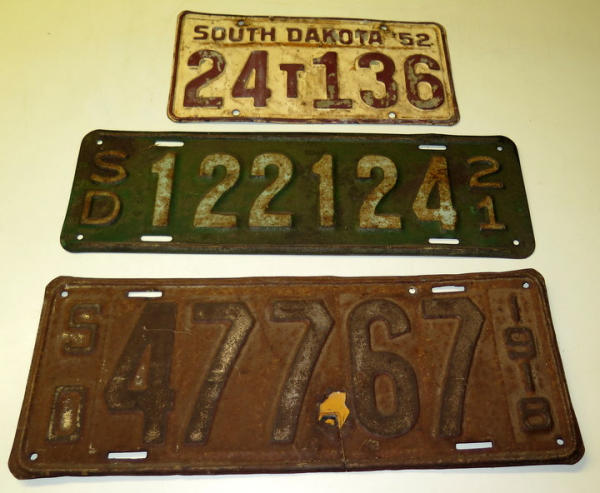 SOUTH DAKOTA '52
24T136
SD 122124 21
SD 47767 1918